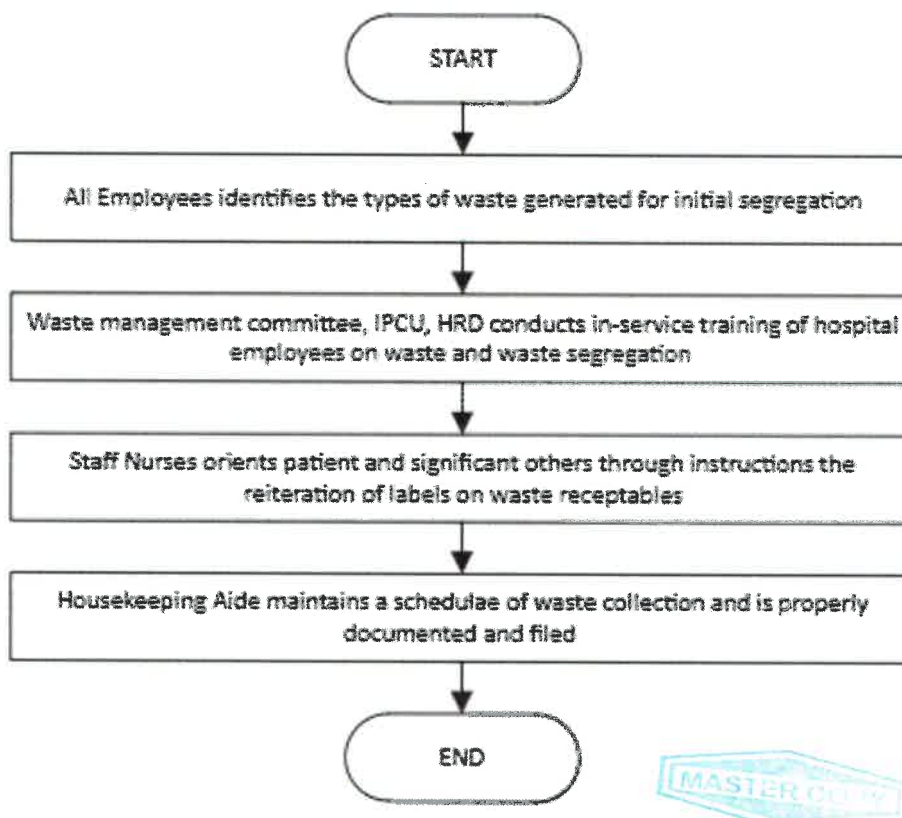 START
All Employees identifies the types of waste generated for initial segregation
Waste management committee, IPCU, HRD conducts in-service training of hospital
employees on waste and waste segregation
Staff Nurses orients patient and significant others through instructions the
reiteration of labels on waste receptables
Housekeeping Aide maintains a schedulae of waste collection and is properly
documented and filed
END
MASTER COPY